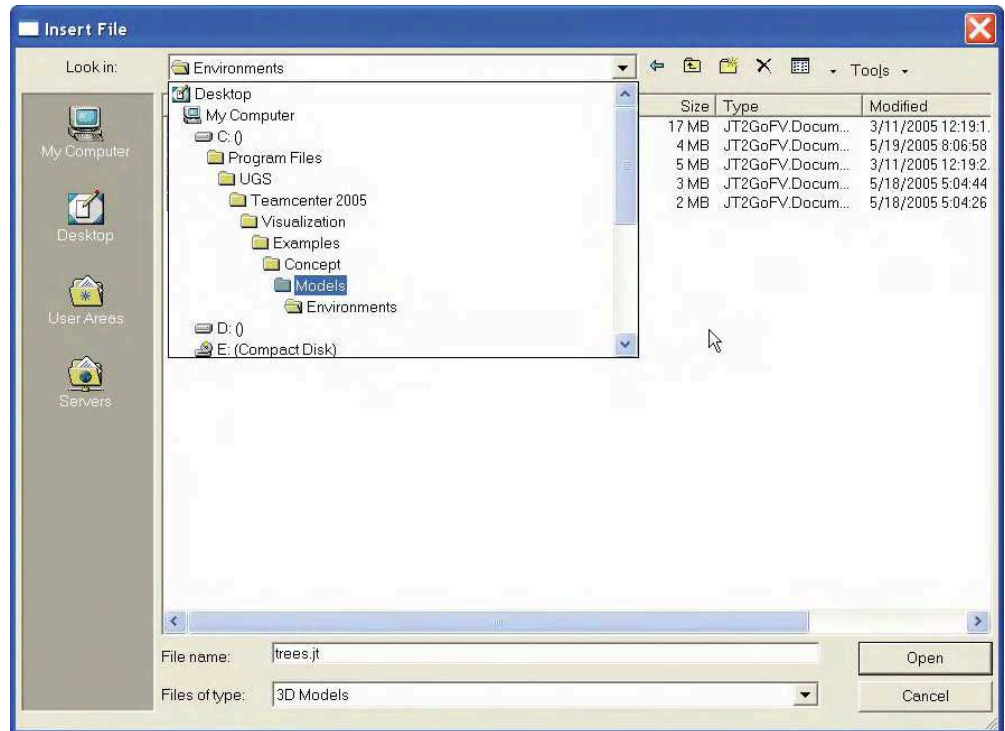 Insert File
Look in:
Environments
Tools
Desktop
My Computer
C: ()
Program Files
UGS
Teamcenter 2005
Visualization
Examples
Concept
Models
Environments
D: ()
E: (Compact Disk)
Size Type Modified
17 MB JT2GoFV.Docum... 3/11/2005 12:19:1.
4 MB JT2GoFV.Docum... 5/19/2005 8:06:58
5 MB JT2GoFV.Docum... 3/11/2005 12:19:2.
3 MB JT2GoFV.Docum... 5/18/2005 5:04:44
2 MB JT2GoFV.Docum... 5/18/2005 5:04:26
My Computer
Desktop
User Areas
Servers
File name: trees.jt
Open
Files of type: 3D Models
Cancel